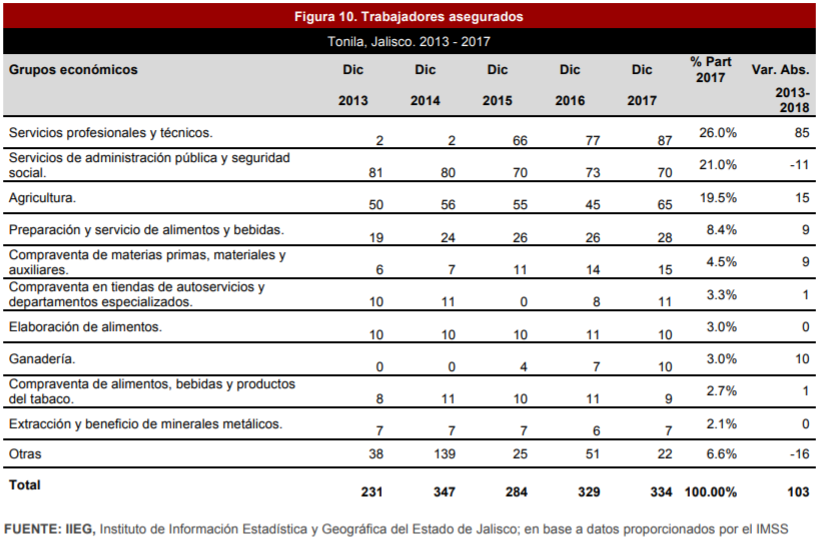 Figura 10. Trabajadores asegurados
Tonila, Jalisco. 2013 - 2017
Grupos económicos Dic Dic Dic Dic Dic % Part 2017 Var. Abs.
2013 2014 2015 2016 2017 2013-2018
Servicios profesionales y técnicos. 2 2 66 77 87 26.0% 85
Servicios de administración pública y seguridad
social. 81 80 70 73 70 21.0% -11
Agricultura. 50 56 55 45 65 19.5% 15
Preparación y servicio de alimentos y bebidas. 19 24 26 26 28 8.4% 9
Compraventa de materias primas, materiales y
auxiliares. 6 7 11 14 15 4.5% 9
Compraventa en tiendas de autoservicios y
departamentos especializados. 10 11 0 8 11 3.3% 1
Elaboración de alimentos. 10 10 10 11 10 3.0% 0
Ganadería. 0 0 4 7 10 3.0% 10
Compraventa de alimentos, bebidas y productos
del tabaco. 8 11 10 11 9 2.7% 1
Extracción y beneficio de minerales metálicos. 7 7 7 6 7 2.1% 0
Otras 38 139 25 51 22 6.6% -16
Total 231 347 284 329 334 100.00% 103
FUENTE: IIEG, Instituto de Información Estadística y Geográfica del Estado de Jalisco; en base a datos proporcionados por el IMSS